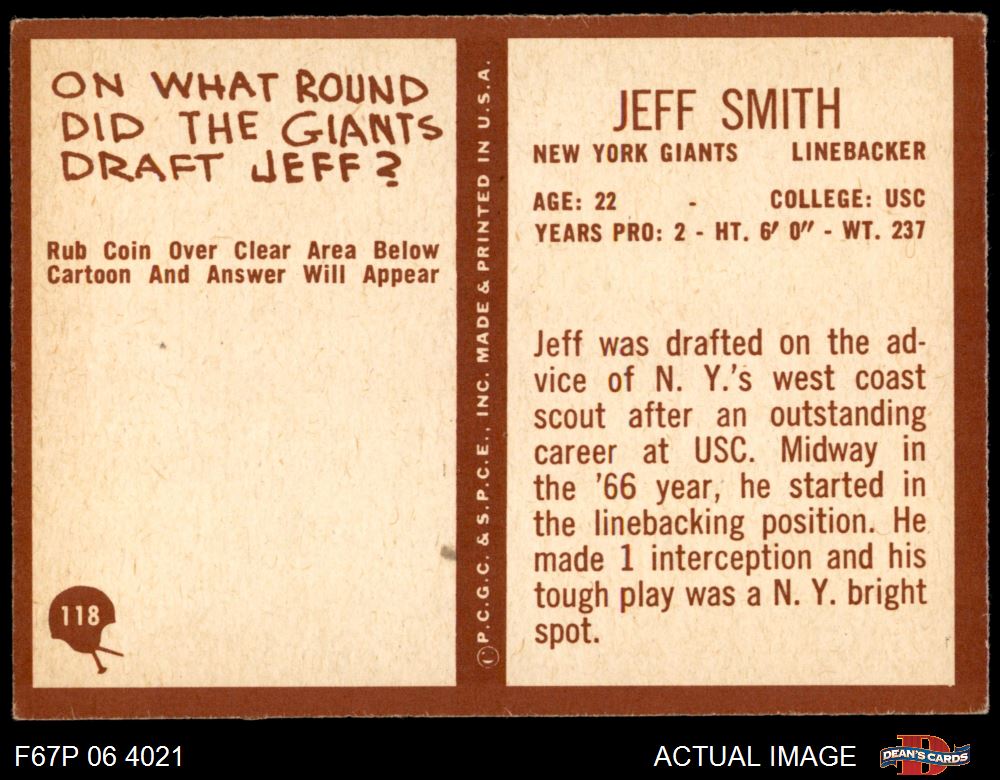 ON WHAT ROUND
DID THE GIANTS
DRAFT JEFF?
Rub Coin Over Clear Area Below
Cartoon And Answer Will Appear
118
© P.C.G.C. & S.P.C.E., INC. MADE & PRINTED IN U.S.A.
JEFF SMITH
NEW YORK GIANTS LINEBACKER
AGE: 22 - COLLEGE: USC
YEARS PRO: 2 - HT. 6' 0" - WT. 237
Jeff was drafted on the ad-
vice of N. Y.'s west coast
scout after an outstanding
career at USC. Midway in
the '66 year, he started in
the linebacking position. He
made 1 interception and his
tough play was a N. Y. bright
spot.
F67P 06 4021
ACTUAL IMAGE
DEAN'S CARDS